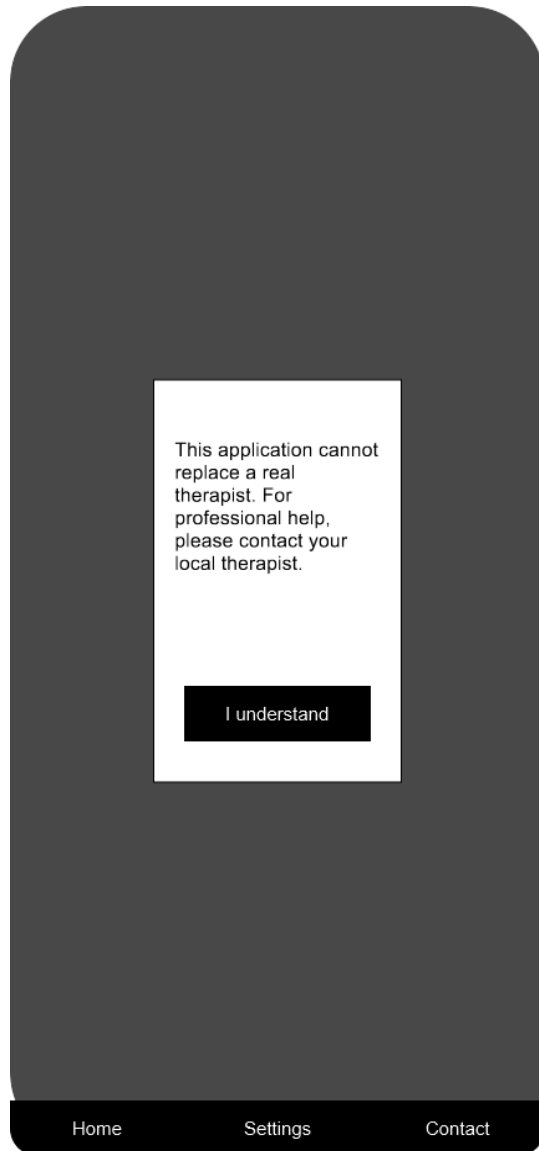 This application cannot
replace a real
therapist. For
professional help,
please contact your
local therapist.
I understand
Home
Settings
Contact